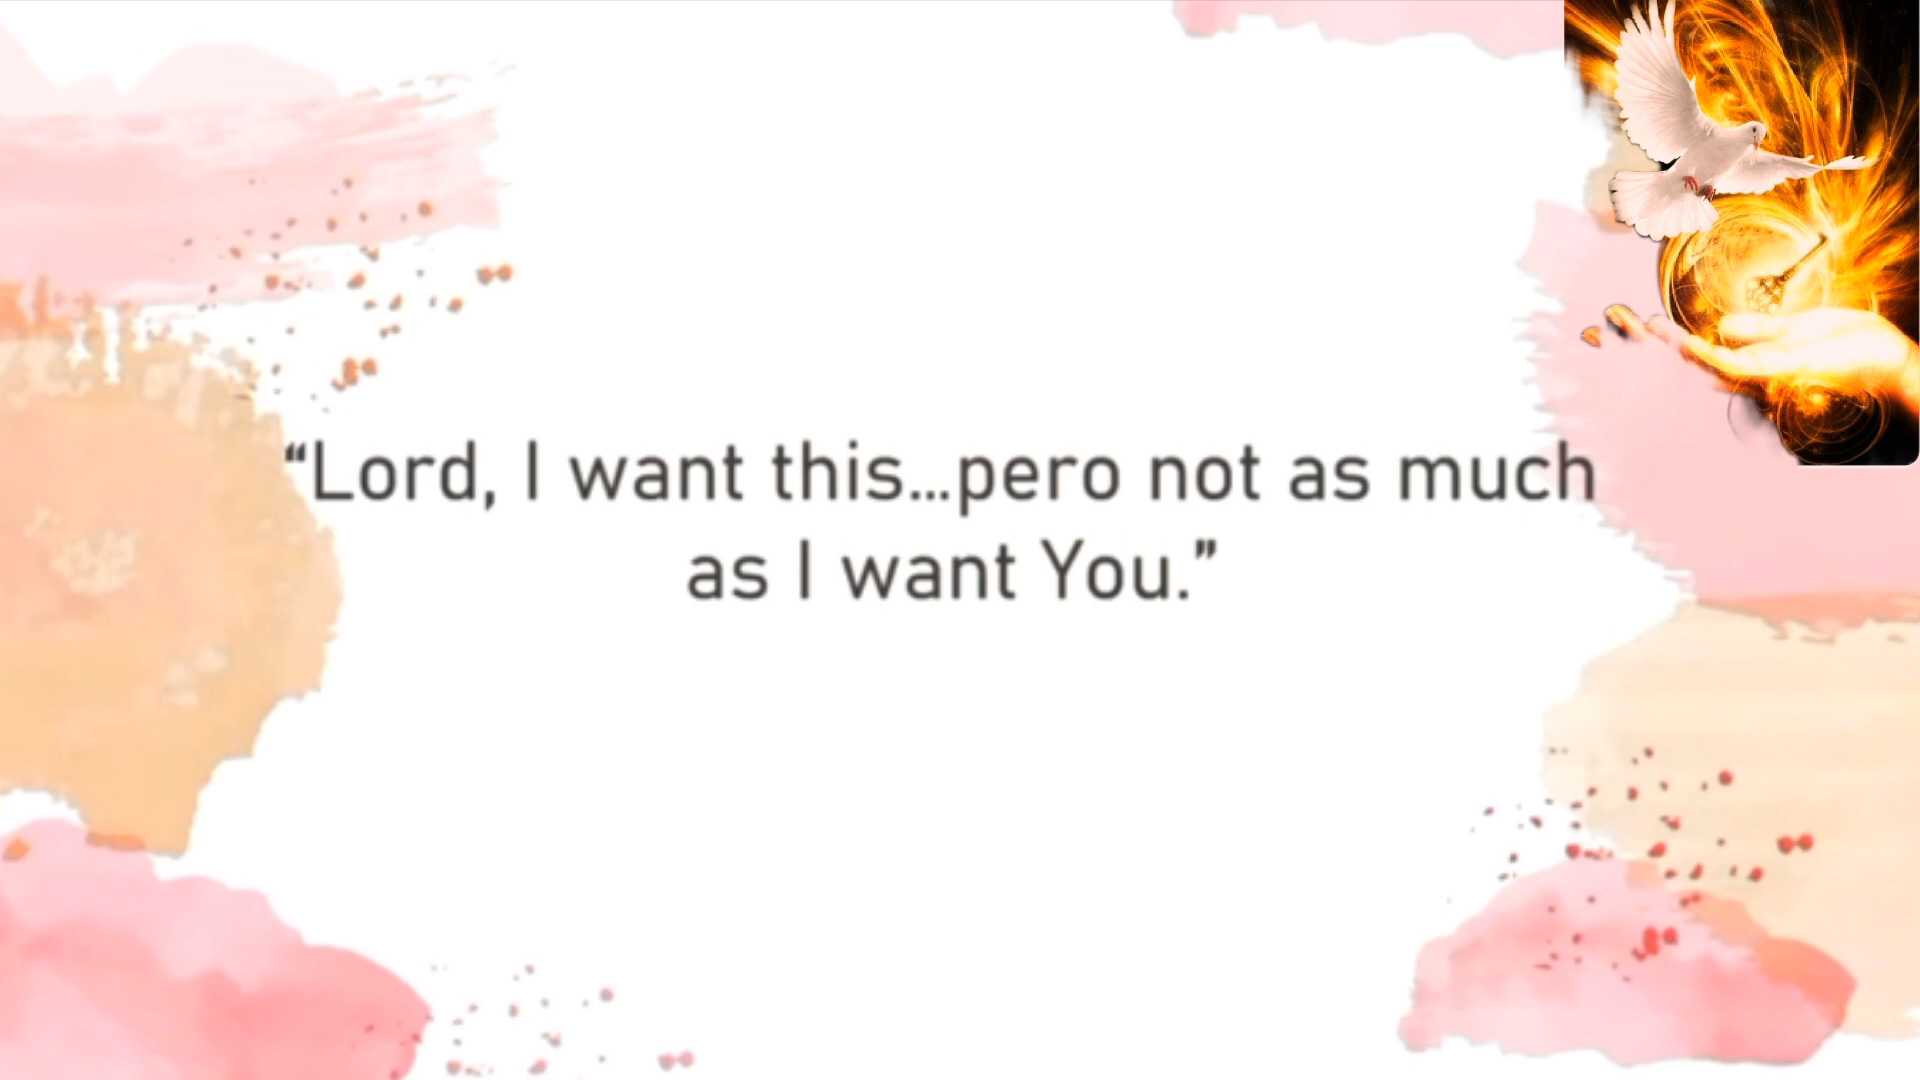 “Lord, I want this...pero not as much
as I want You.”